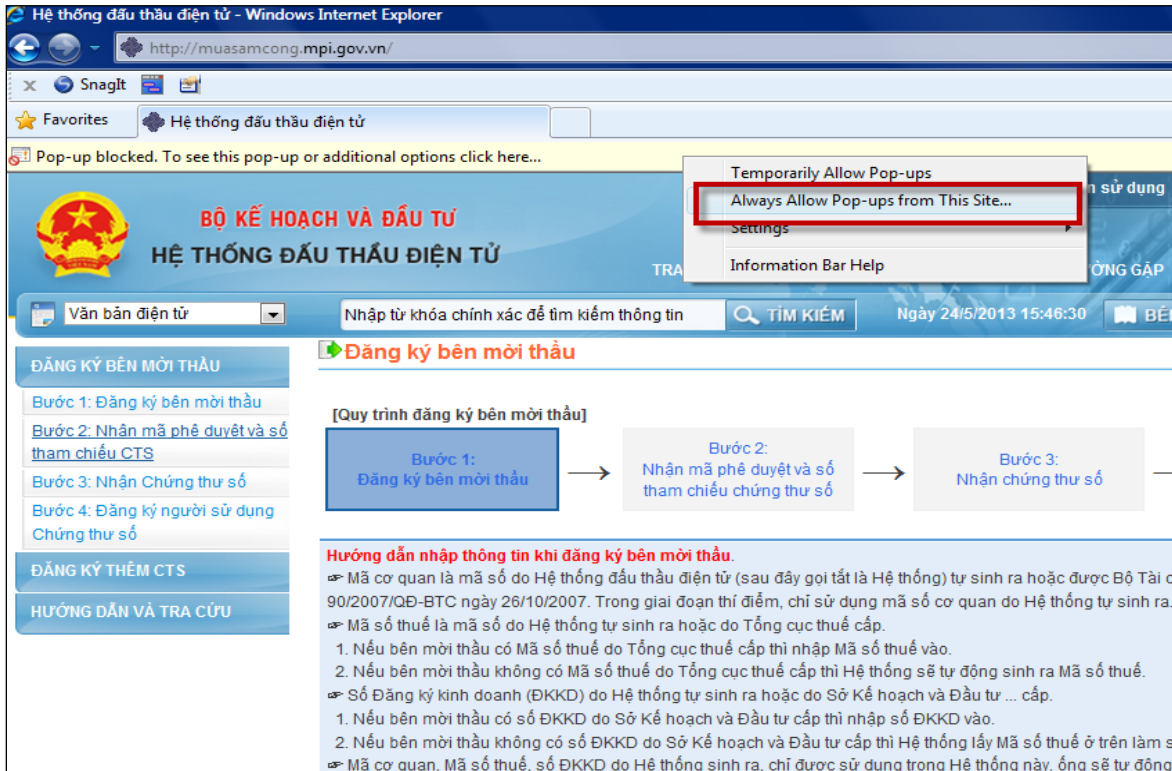 Hệ thống đấu thầu điện tử - Windows Internet Explorer
http://muasamcong.mpi.gov.vn/
x SnagIt
Favorites
Hệ thống đấu thầu điện tử
Pop-up blocked. To see this pop-up or additional options click here...
Temporarily Allow Pop-ups
Always Allow Pop-ups from This Site...
Settings
Information Bar Help
sử dụng
BỘ KẾ HOẠCH VÀ ĐẦU TƯ
HỆ THỐNG ĐẤU THẦU ĐIỆN TỬ
TRA
GẶP
Văn bản điện tử
Nhập từ khóa chính xác để tìm kiếm thông tin
TÌM KIẾM
Ngày 24/5/2013 15:46:30
ĐĂNG KÝ BÊN MỜI THẦU
Bước 1: Đăng ký bên mời thầu
Bước 2: Nhận mã phê duyệt và số
tham chiếu CTS
Bước 3: Nhận Chứng thư số
Bước 4: Đăng ký người sử dụng
Chứng thư số
ĐĂNG KÝ THÊM CTS
HƯỚNG DẪN VÀ TRA CỨU
Đăng ký bên mời thầu
[Quy trình đăng ký bên mời thầu]
Bước 1:
Đăng ký bên mời thầu
Bước 2:
Nhận mã phê duyệt và số
tham chiếu chứng thư số
Bước 3:
Nhận chứng thư số
Hướng dẫn nhập thông tin khi đăng ký bên mời thầu.
☞ Mã cơ quan là mã số do Hệ thống đấu thầu điện tử (sau đây gọi tắt là Hệ thống) tự sinh ra hoặc được Bộ Tài
90/2007/QĐ-BTC ngày 26/10/2007. Trong giai đoạn thí điểm, chỉ sử dụng mã số cơ quan do Hệ thống tự sinh ra.
☞ Mã số thuế là mã số do Hệ thống tự sinh ra hoặc do Tổng cục thuế cấp.
1. Nếu bên mời thầu có Mã số thuế do Tổng cục thuế cấp thì nhập Mã số thuế vào.
2. Nếu bên mời thầu không có Mã số thuế do Tổng cục thuế cấp thì Hệ thống sẽ tự động sinh ra Mã số thuế.
☞ Số Đăng ký kinh doanh (ĐKKD) do Hệ thống tự sinh ra hoặc do Sở Kế hoạch và Đầu tư ... cấp.
1. Nếu bên mời thầu có số ĐKKD do Sở Kế hoạch và Đầu tư cấp thì nhập số ĐKKD vào.
2. Nếu bên mời thầu không có số ĐKKD do Sở Kế hoạch và Đầu tư cấp thì Hệ thống lấy Mã số thuế ở trên làm
☞ Mã cơ quan, Mã số thuế, số ĐKKD do Hệ thống sinh ra, chỉ được sử dụng trong Hệ thống này, ống sẽ tự động